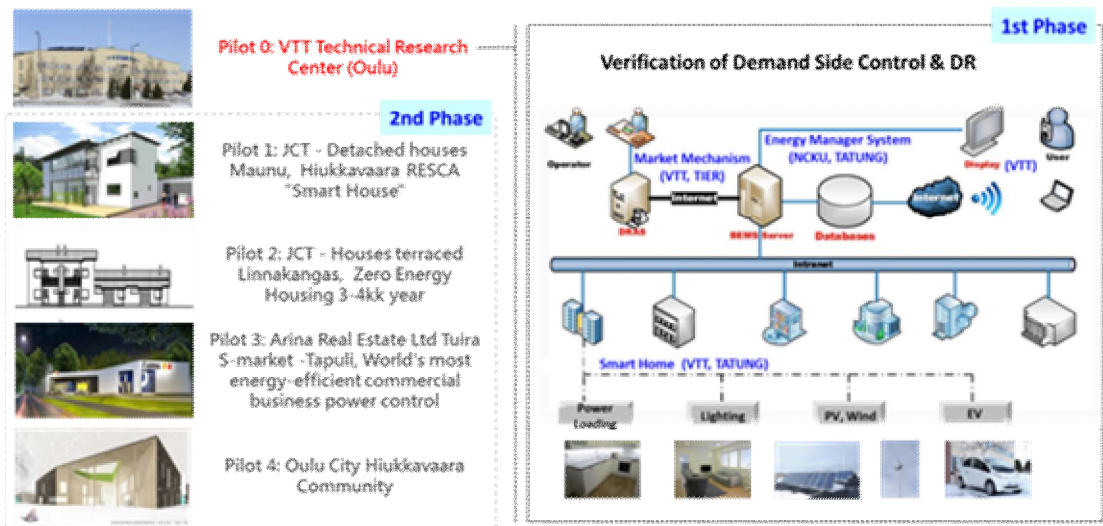 Pilot 0: VTT Technical Research
Center (Oulu)
2nd Phase
Pilot 1: JCT - Detached houses
Maunu, Hiukkavaara RESCA
"Smart House"
Pilot 2: JCT - Houses terraced
Linnakangas, Zero Energy
Housing 3-4kk year
Pilot 3: Arina Real Estate Ltd Tuira
S-market -Tapuli, World's most
energy-efficient commercial
business power control
Pilot 4: Oulu City Hiukkavaara
Community
1st Phase
Verification of Demand Side Control & DR
Operator
Market Mechanism
(VTT, TIER)
Energy Manager System
(NCKU, TATUNG)
Display (VTT)
User
DRAS
Internet
BEMS Server
Databases
Internet
Intranet
Smart Home (VTT, TATUNG)
Power
Loading
Lighting
PV, Wind
EV